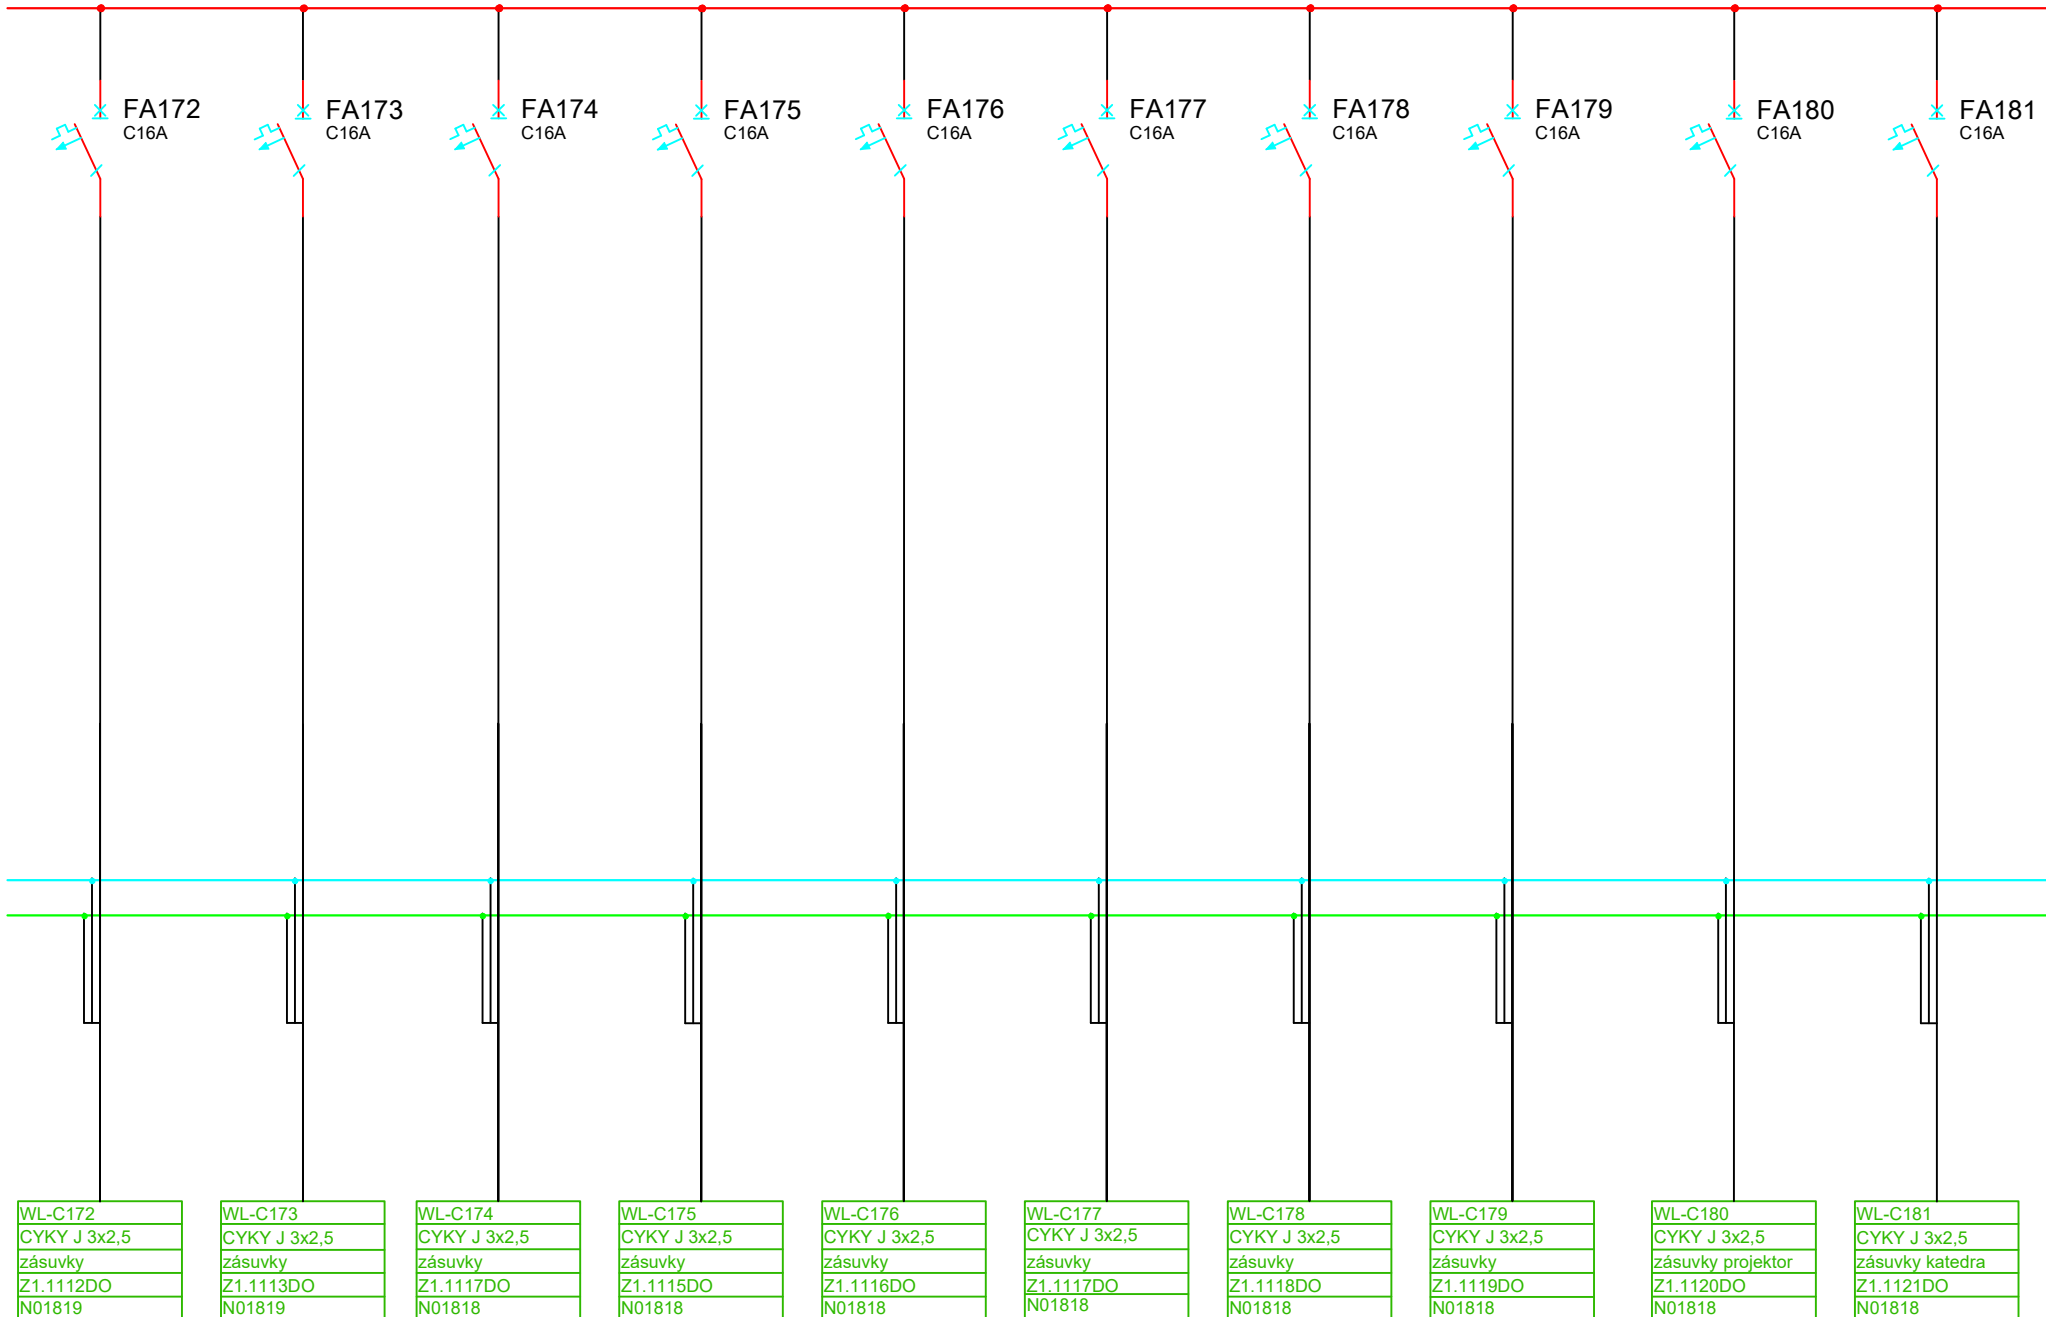 FA172
C16A
FA173
C16A
FA174
C16A
FA175
C16A
FA176
C16A
FA177
C16A
FA178
C16A
FA179
C16A
FA180
C16A
FA181
C16A
WL-C172
CYKY J 3x2,5
zásuvky
Z1.1112DO
N01819
WL-C173
CYKY J 3x2,5
zásuvky
Z1.1113DO
N01819
WL-C174
CYKY J 3x2,5
zásuvky
Z1.1117DO
N01818
WL-C175
CYKY J 3x2,5
zásuvky
Z1.1115DO
N01818
WL-C176
CYKY J 3x2,5
zásuvky
Z1.1116DO
N01818
WL-C177
CYKY J 3x2,5
zásuvky
Z1.1117DO
N01818
WL-C178
CYKY J 3x2,5
zásuvky
Z1.1118DO
N01818
WL-C179
CYKY J 3x2,5
zásuvky
Z1.1119DO
N01818
WL-C180
CYKY J 3x2,5
zásuvky projektor
Z1.1120DO
N01818
WL-C181
CYKY J 3x2,5
zásuvky katedra
Z1.1121DO
N01818